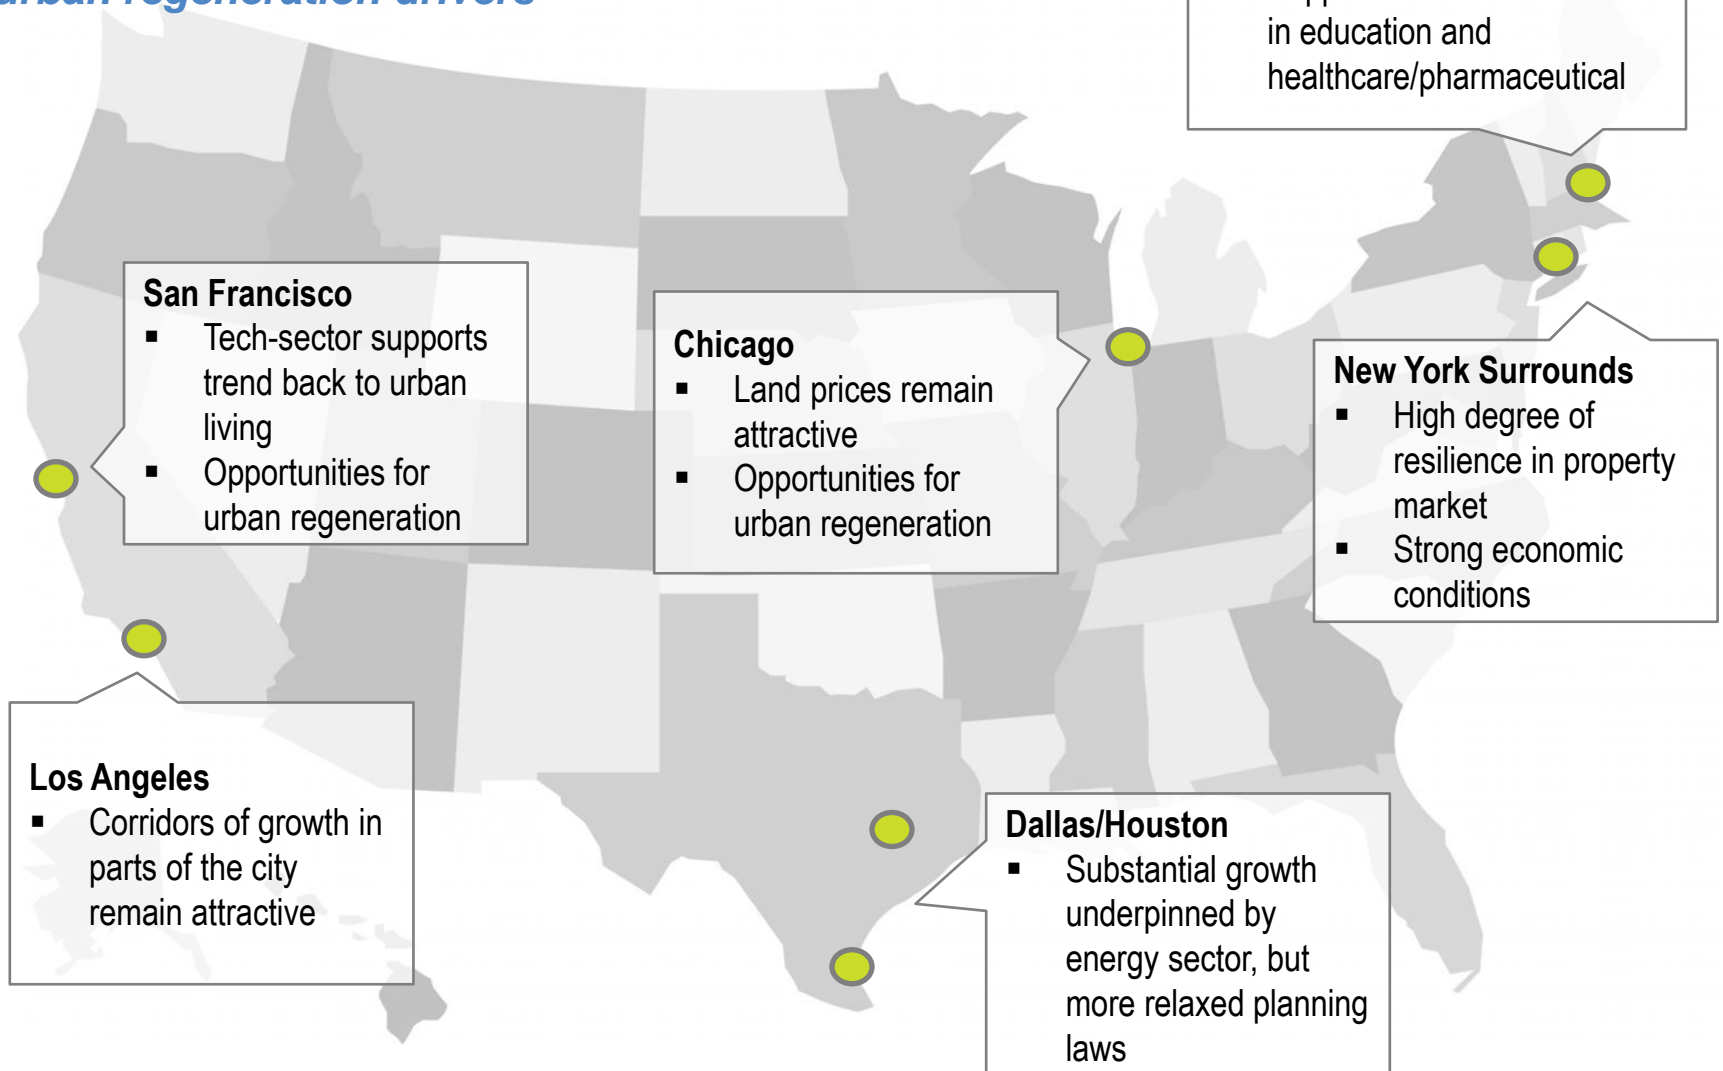 urban regeneration drivers
in education and
healthcare/pharmaceutical
San Francisco
▪ Tech-sector supports
trend back to urban
living
▪ Opportunities for
urban regeneration
Chicago
▪ Land prices remain
attractive
▪ Opportunities for
urban regeneration
New York Surrounds
▪ High degree of
resilience in property
market
▪ Strong economic
conditions
Los Angeles
▪ Corridors of growth in
parts of the city
remain attractive
Dallas/Houston
▪ Substantial growth
underpinned by
energy sector, but
more relaxed planning
laws